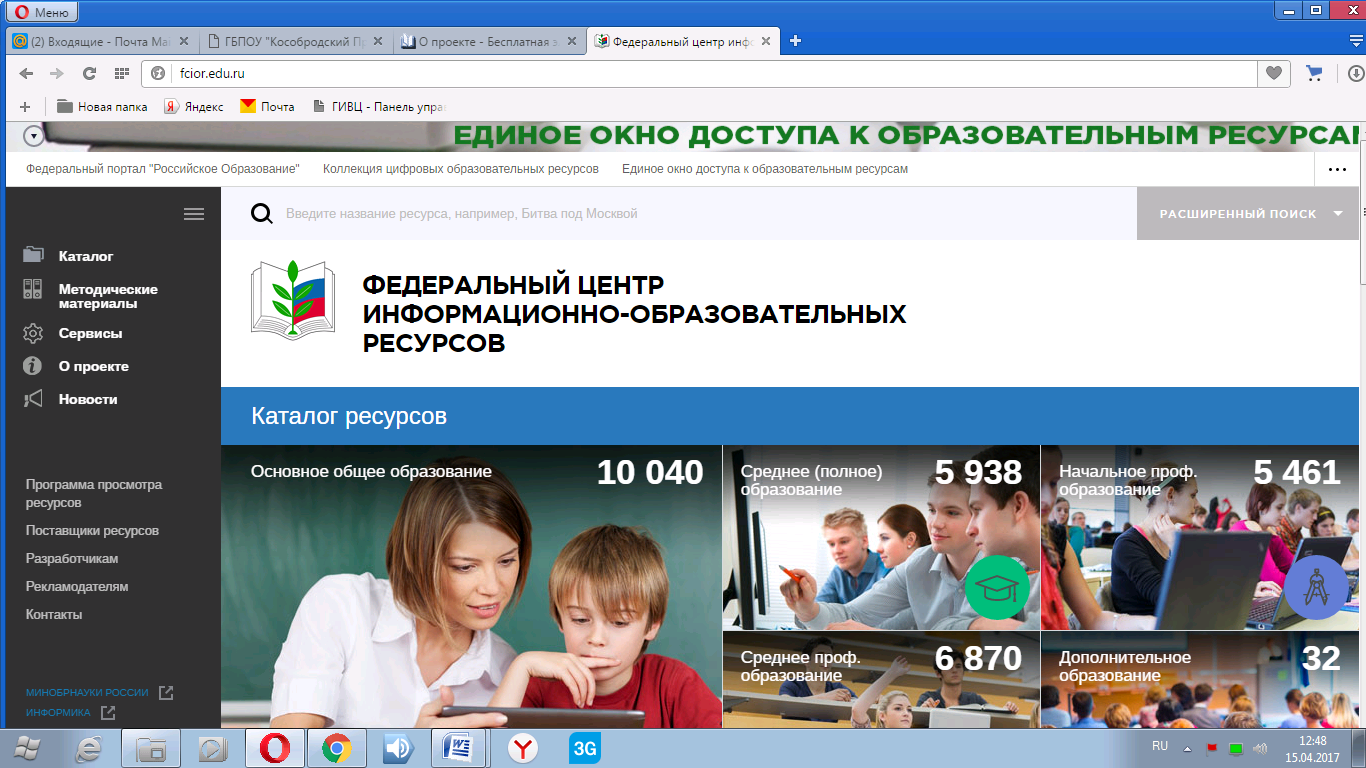 Меню
(2) Входящие - Почта Mai
ГБПОУ "Кособродский Пр
О проекте - Бесплатная э
Федеральный центр инфо
fcior.edu.ru
Новая папка
Яндекс
Почта
ГИВЦ - Панель упра
ЕДИНОЕ ОКНО ДОСТУПА К ОБРАЗОВАТЕЛЬНЫМ РЕСУРСАМ
Федеральный портал "Российское Образование"
Коллекция цифровых образовательных ресурсов
Единое окно доступа к образовательным ресурсам
Введите название ресурса, например, Битва под Москвой
РАСШИРЕННЫЙ ПОИСК
Каталог
Методические
материалы
Сервисы
О проекте
Новости
Программа просмотра
ресурсов
Поставщики ресурсов
Разработчикам
Рекламодателям
Контакты
МИНОБРНАУКИ РОССИИ
ИНФОРМИКА
ФЕДЕРАЛЬНЫЙ ЦЕНТР
ИНФОРМАЦИОННО-ОБРАЗОВАТЕЛЬНЫХ
РЕСУРСОВ
Каталог ресурсов
Основное общее образование
10 040
Среднее (полное)
образование
5 938
Начальное проф.
образование
5 461
Среднее проф.
образование
6 870
Дополнительное
образование
32
3G
RU
12:48
15.04.2017